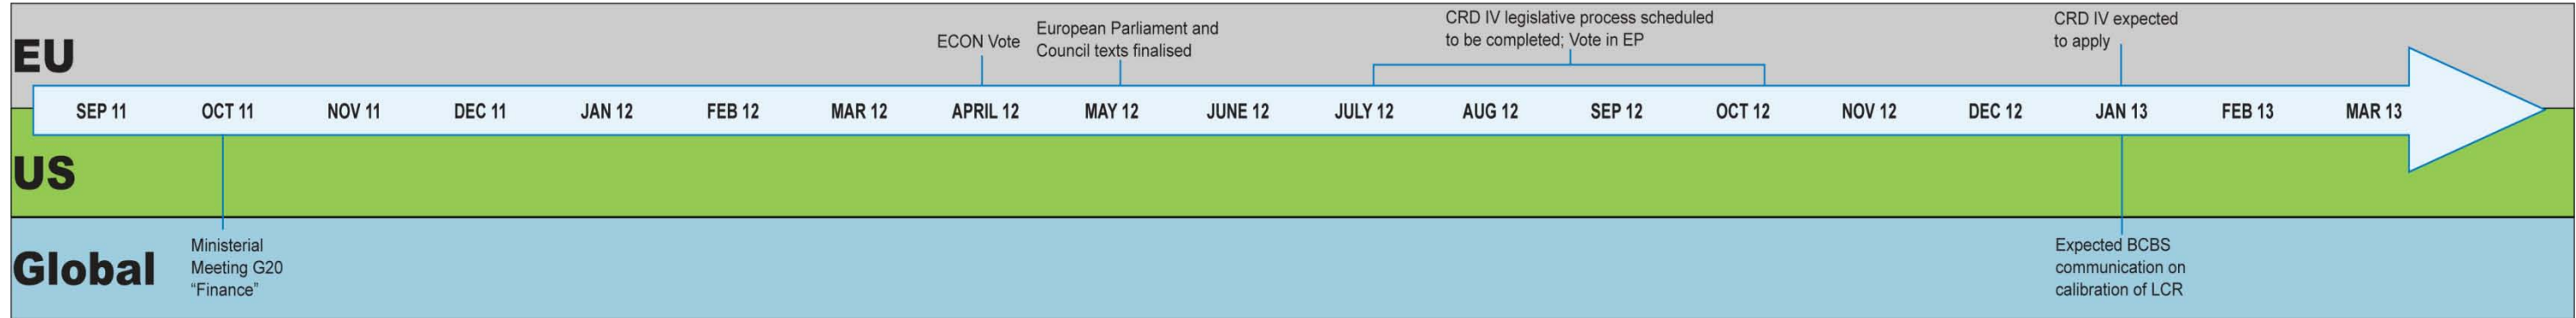 EU
ECON Vote
European Parliament and
Council texts finalised
CRD IV legislative process scheduled
to be completed; Vote in EP
CRD IV expected
to apply
SEP 11 OCT 11 NOV 11 DEC 11 JAN 12 FEB 12 MAR 12 APRIL 12 MAY 12 JUNE 12 JULY 12 AUG 12 SEP 12 OCT 12 NOV 12 DEC 12 JAN 13 FEB 13 MAR 13
US
Global
Ministerial
Meeting G20
“Finance”
Expected BCBS
communication on
calibration of LCR